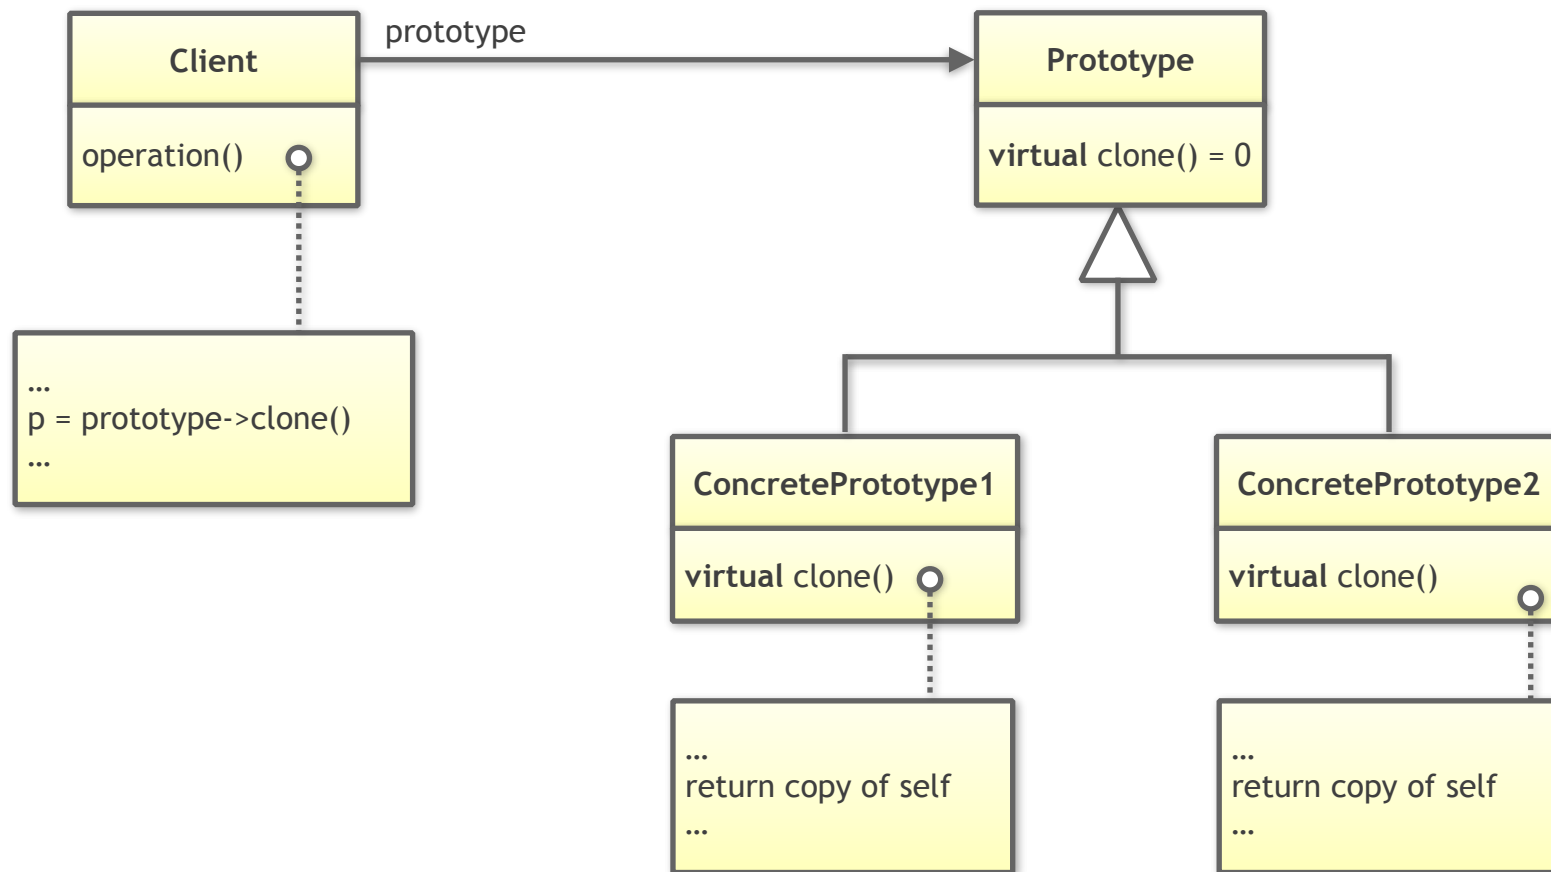 Client
prototype
Prototype
operation()
virtual clone() = 0
...
p = prototype->clone()
...
ConcretePrototype1
ConcretePrototype2
virtual clone()
virtual clone()
...
return copy of self
...
...
return copy of self
...